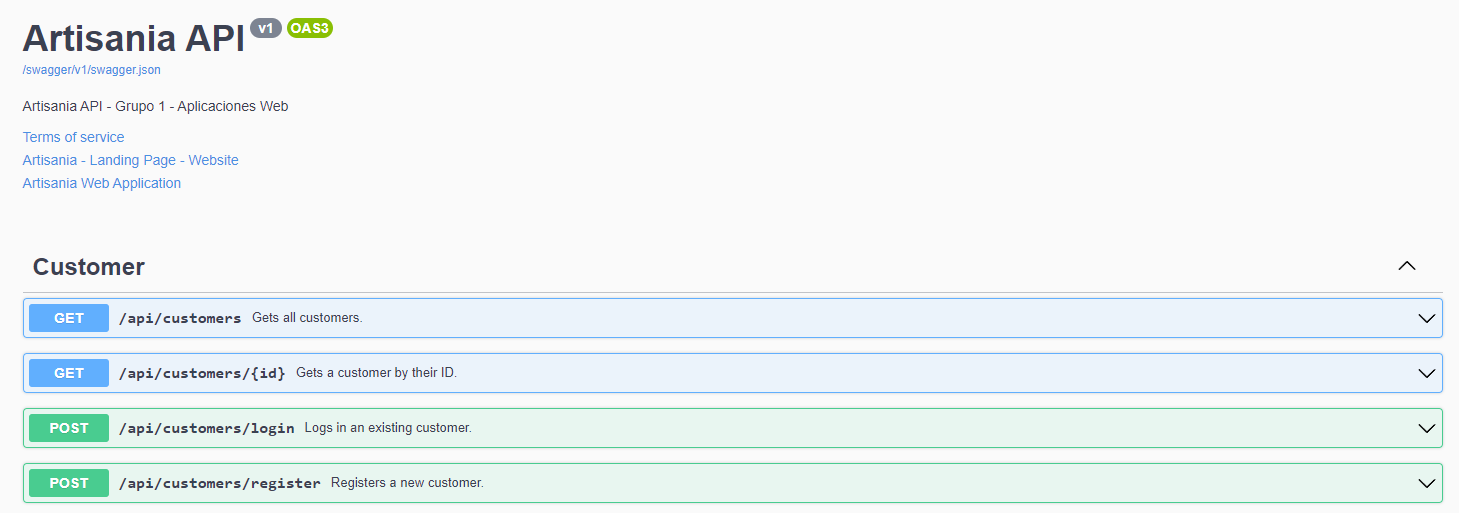 Artisania API v1 OAS3
/swagger/v1/swagger.json
Artisania API - Grupo 1 - Aplicaciones Web
Terms of service
Artisania - Landing Page - Website
Artisania Web Application
Customer
GET /api/customers Gets all customers.
GET /api/customers/{id} Gets a customer by their ID.
POST /api/customers/login Logs in an existing customer.
POST /api/customers/register Registers a new customer.